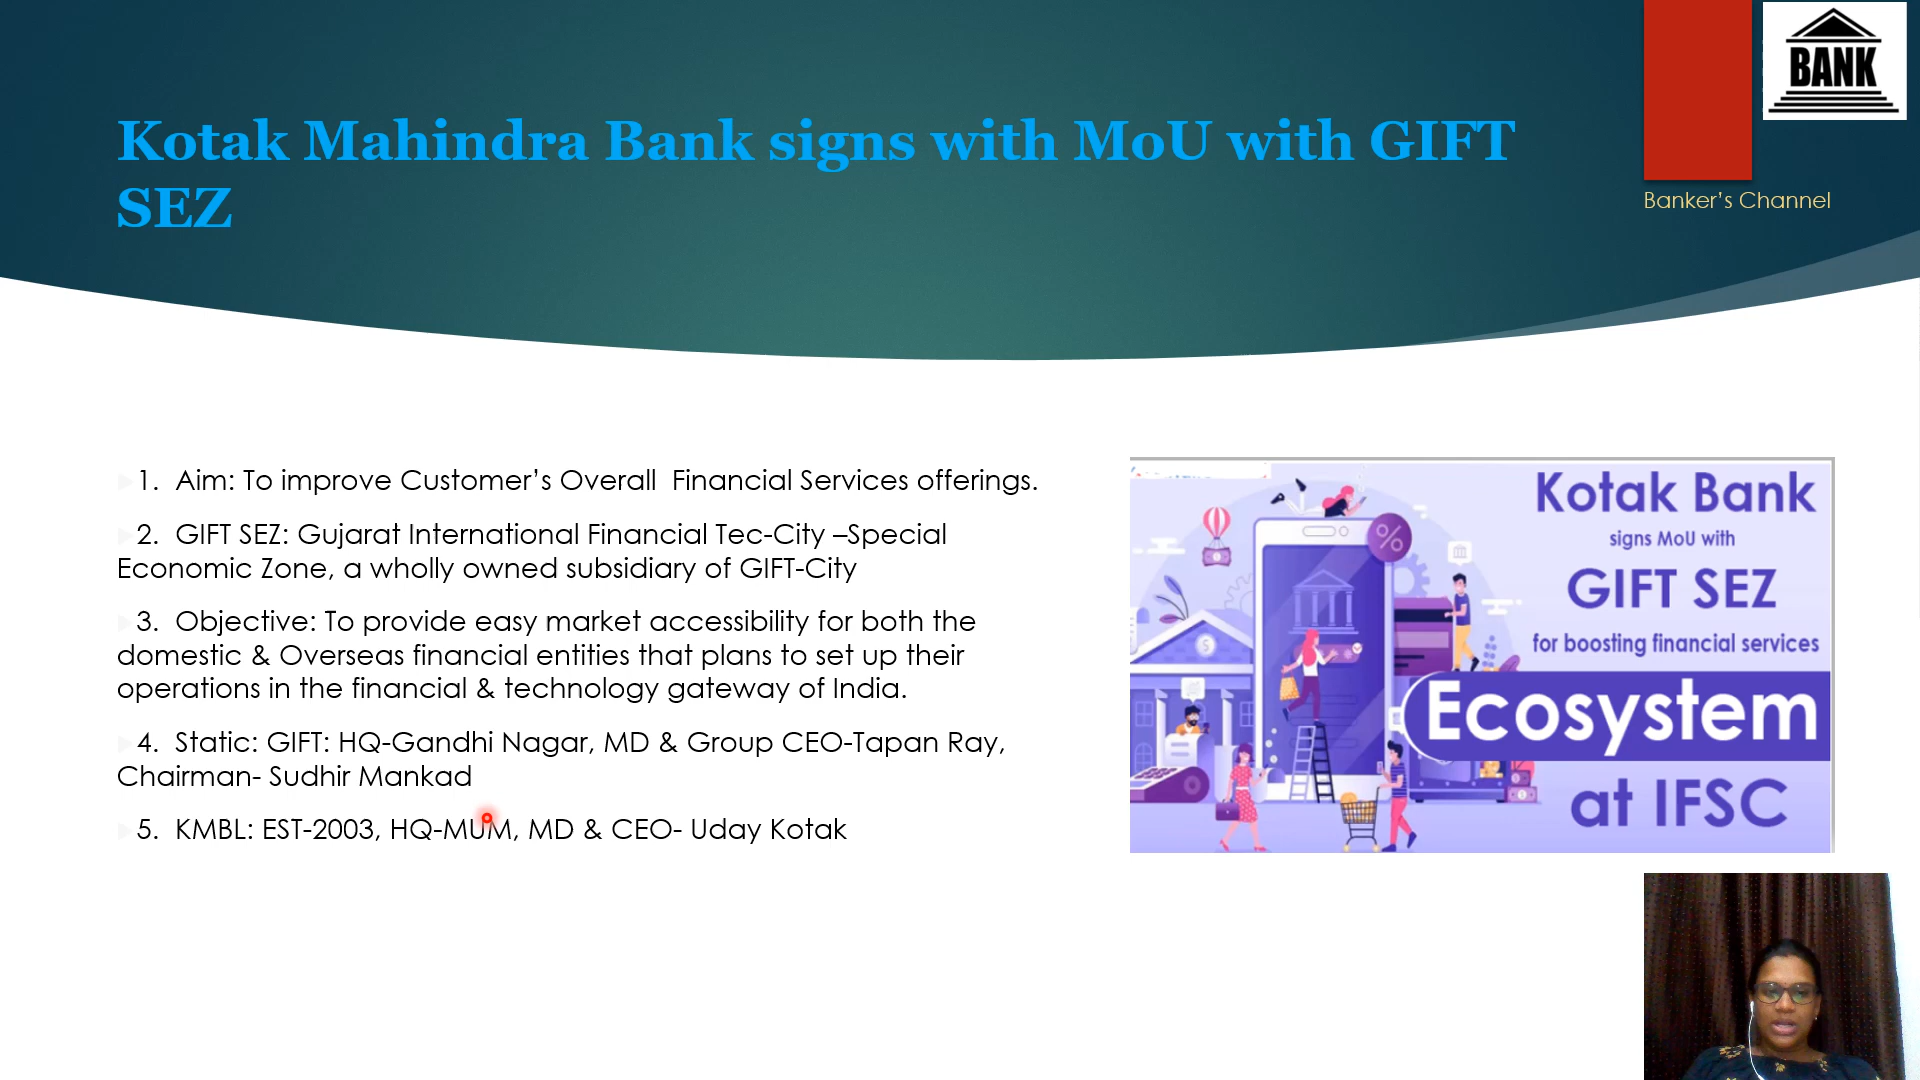 Kotak Mahindra Bank signs with MoU with GIFT
SEZ
BANK
Banker’s Channel
1. Aim: To improve Customer’s Overall Financial Services offerings.
2. GIFT SEZ: Gujarat International Financial Tec-City –Special
Economic Zone, a wholly owned subsidiary of GIFT-City
3. Objective: To provide easy market accessibility for both the
domestic & Overseas financial entities that plans to set up their
operations in the financial & technology gateway of India.
4. Static: GIFT: HQ-Gandhi Nagar, MD & Group CEO-Tapan Ray,
Chairman- Sudhir Mankad
5. KMBL: EST-2003, HQ-MUM, MD & CEO- Uday Kotak
Kotak Bank
signs MoU with
GIFT SEZ
for boosting financial services
Ecosystem
at IFSC